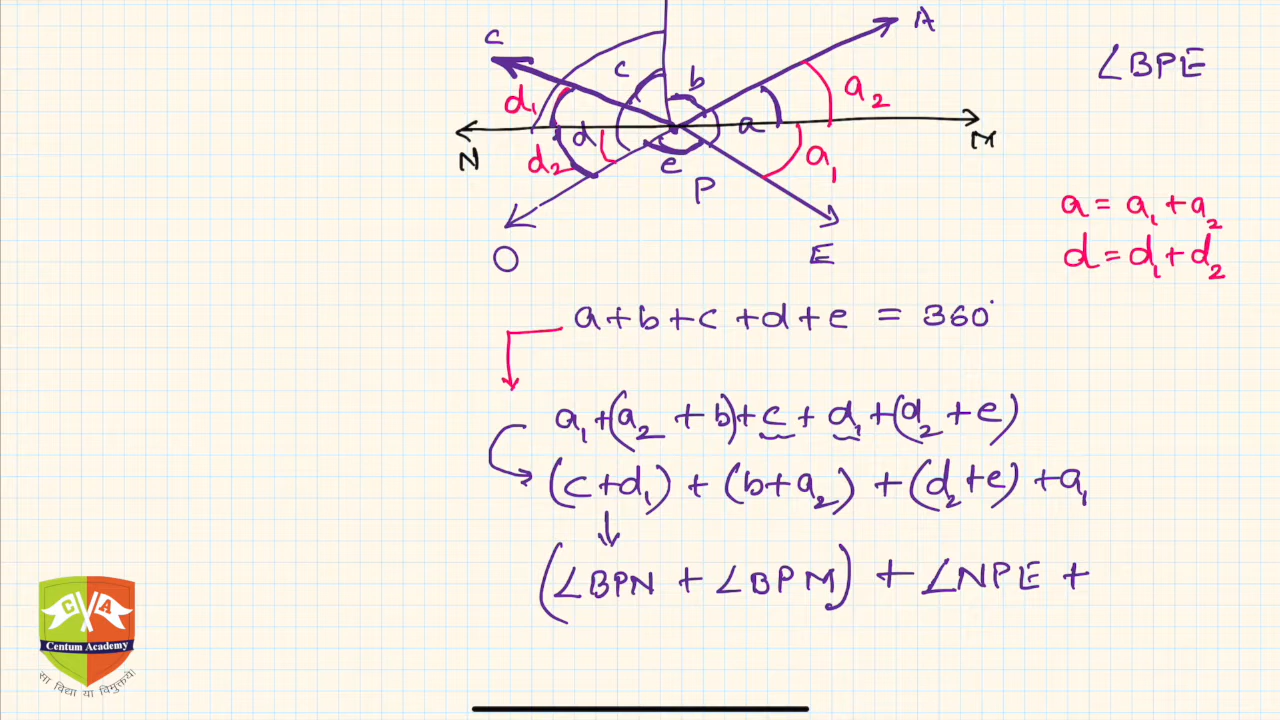 A
c
c
b
∠BPE
a₂
d₁
d
a
N
M
d₂
e
a₁
P
a = a₁ + a₂
O
E
d = d₁ + d₂
a + b + c + d + e = 360°
a₁ + (a₂ + b) + c + d₁ + (d₂ + e)
(c + d₁) + (b + a₂) + (d₂ + e) + a₁
(∠BPN + ∠BPM) + ∠NPE +
C A
Centum Academy
सा विद्या या विमुक्तये।